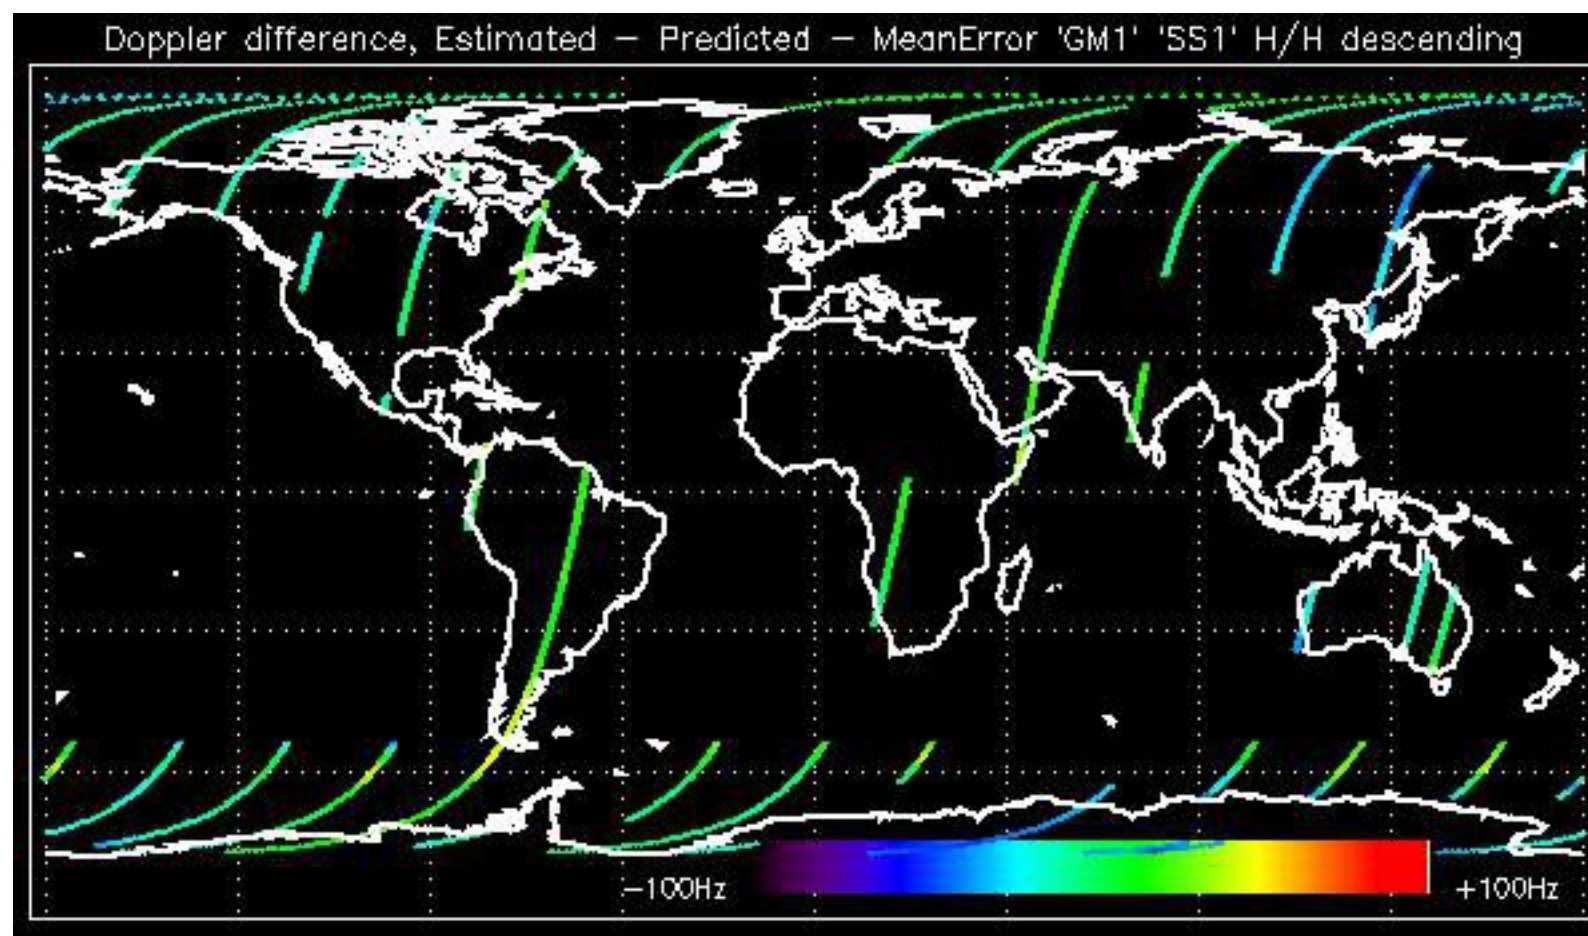 Doppler difference, Estimated – Predicted – MeanError 'GM1' 'SS1' H/H descending
-100Hz
+100Hz